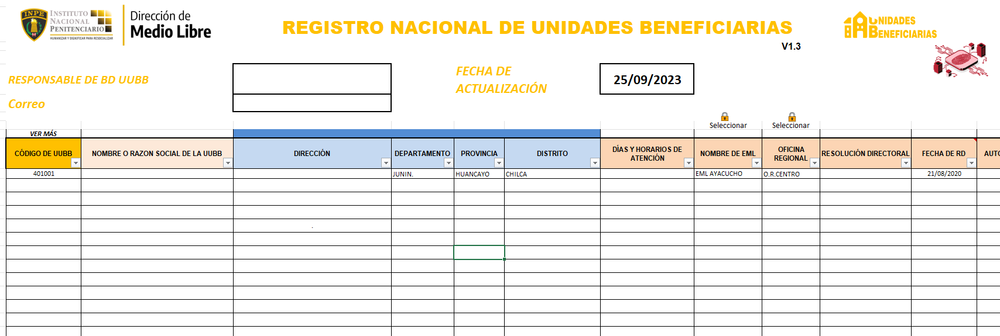 INPE
INSTITUTO
NACIONAL
PENITENCIARIO
HUMANIZAR Y DIGNIFICAR PARA RESOCIALIZAR
Dirección de
Medio Libre
REGISTRO NACIONAL DE UNIDADES BENEFICIARIAS
V1.3
UNIDADES
BENEFICIARIAS
RESPONSABLE DE BD UUBB
Correo
FECHA DE
ACTUALIZACIÓN
25/09/2023
Seleccionar
Seleccionar
VER MÁS
CÓDIGO DE UUBB
NOMBRE O RAZON SOCIAL DE LA UUBB
DIRECCIÓN
DEPARTAMENTO
PROVINCIA
DISTRITO
DÍAS Y HORARIOS DE
ATENCIÓN
NOMBRE DE EML
OFICINA
REGIONAL
RESOLUCIÓN DIRECTORAL
FECHA DE RD
AUTO
401001
JUNIN.
HUANCAYO
CHILCA
EML AYACUCHO
O.R.CENTRO
21/08/2020
.